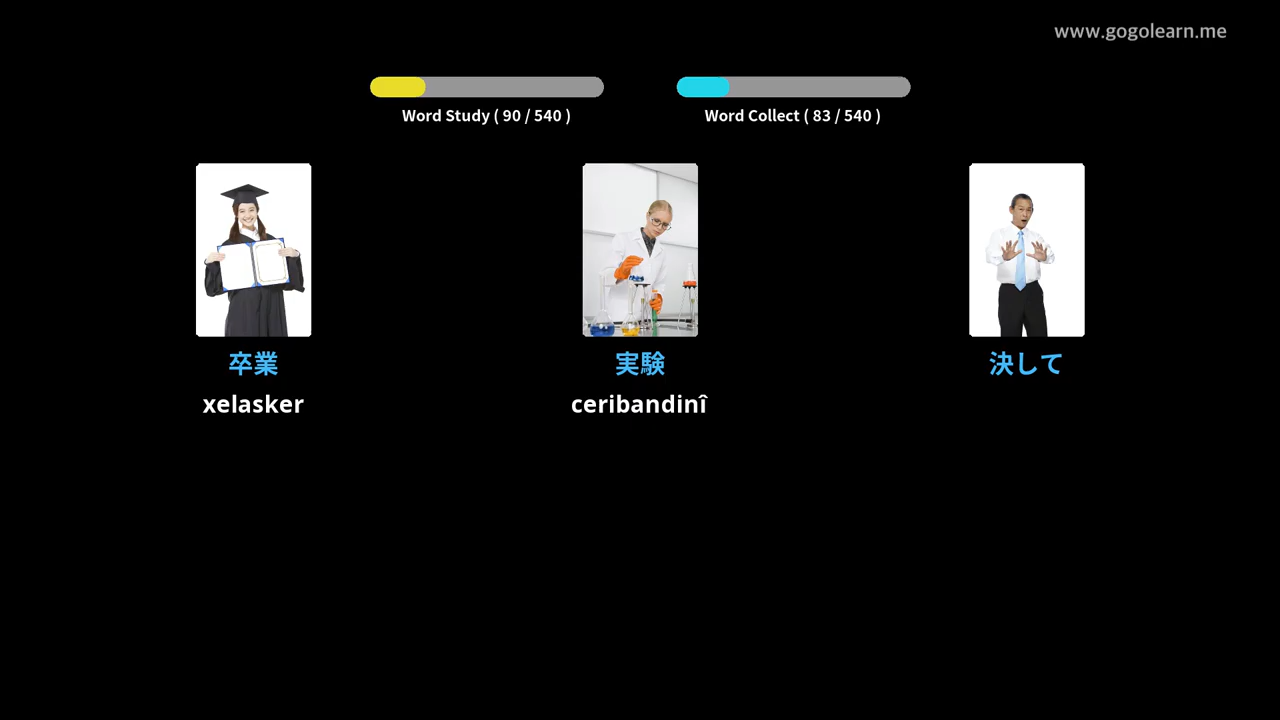 www.gogolearn.me
Word Study ( 90 / 540 )
Word Collect ( 83 / 540 )
卒業
実験
決して
xelasker
ceribandinî